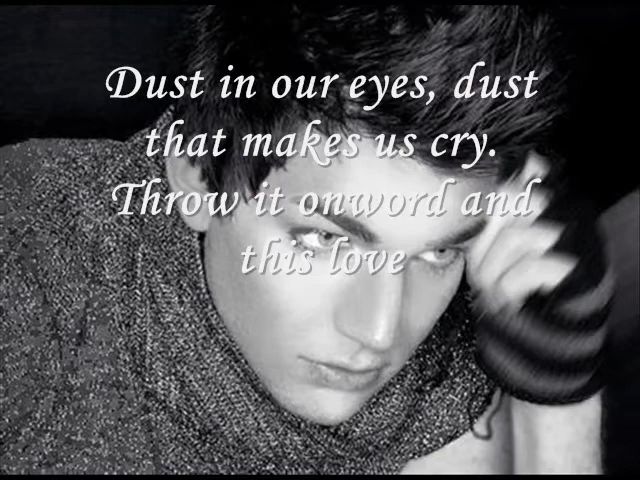 Dust in our eyes, dust
that makes us cry.
Throw it onword and
this love